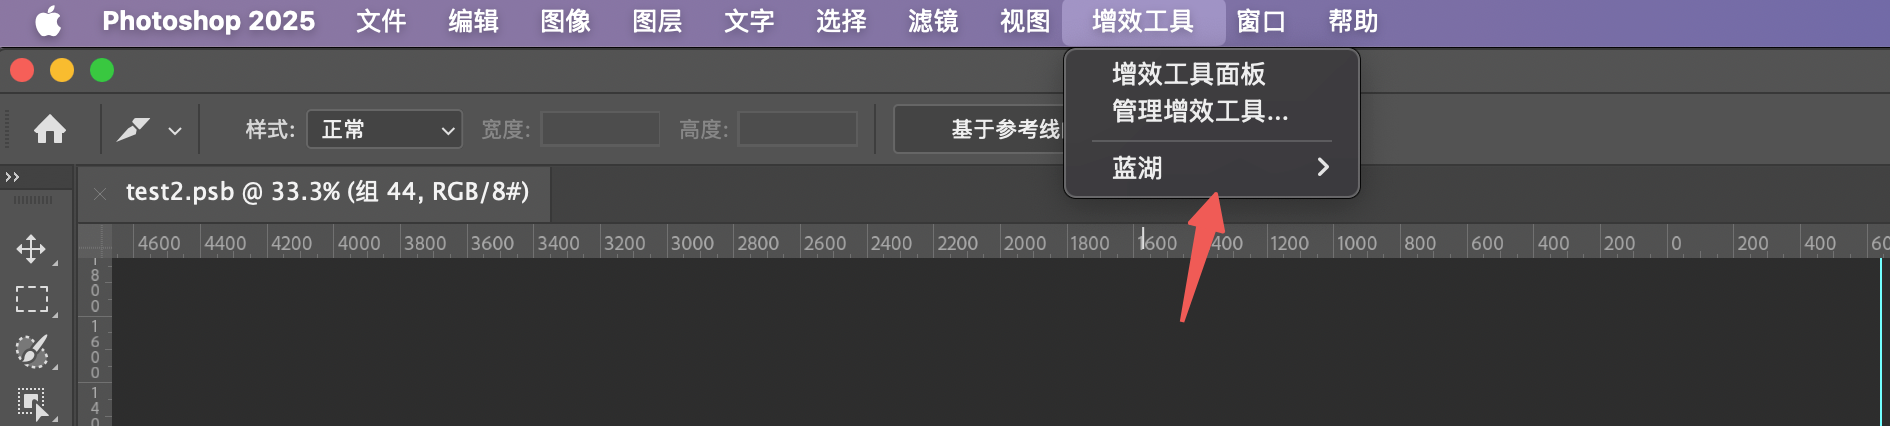 Photoshop 2025 文件 编辑 图像 图层 文字 选择 滤镜 视图 增效工具 窗口 帮助
增效工具面板
管理增效工具...
蓝湖
样式: 正常 宽度: 高度: 基于参考线
test2.psb @ 33.3% (组 44, RGB/8#)
4600 4400 4200 4000 3800 3600 3400 3200 3000 2800 2600 2400 2200 2000 1800 1600 400 1200 1000 800 600 400 200 0 200 400 60
1800
1600
140